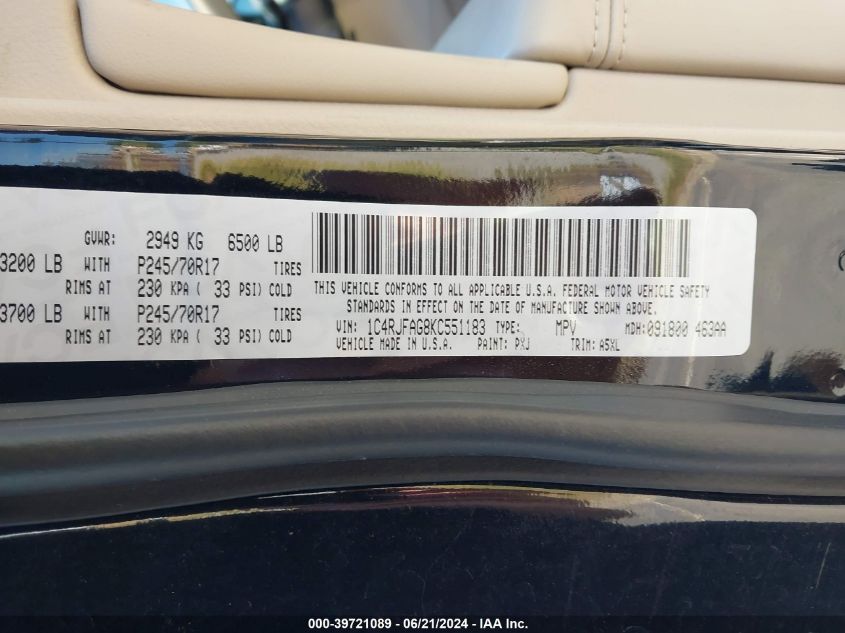 GVWR: 2949 KG 6500 LB
3200 LB WITH P245/70R17 TIRES
RIMS AT 230 KPA ( 33 PSI) COLD
3700 LB WITH P245/70R17 TIRES
RIMS AT 230 KPA ( 33 PSI) COLD
THIS VEHICLE CONFORMS TO ALL APPLICABLE U.S.A. FEDERAL MOTOR VEHICLE SAFETY
STANDARDS IN EFFECT ON THE DATE OF MANUFACTURE SHOWN ABOVE.
VIN: 1C4RJFAG8KC551183 TYPE: MPV MDH: 091800 463AA
VEHICLE MADE IN U.S.A. PAINT: PXJ TRIM: A5XL
000-39721089 - 06/21/2024 - IAA Inc.